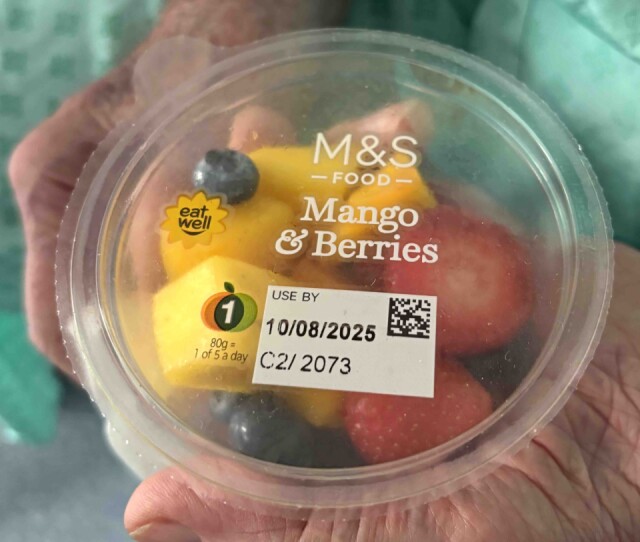 M&S
FOOD
Mango
& Berries
eat
well
1
80g =
1 of 5 a day
USE BY
10/08/2025
C2/ 2073